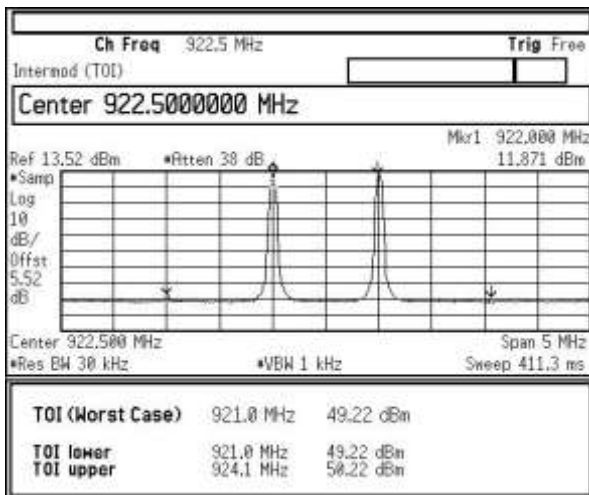 Ch Freq 922.5 MHz Trig Free
Intermod (TOI)
Center 922.5000000 MHz
Mkr1 922.000 MHz
Ref 13.52 dBm *Atten 38 dB 11.871 dBm
*Samp
Log
10
dB/
Offst
5.52
dB
Center 922.500 MHz Span 5 MHz
*Res BW 30 kHz *VBW 1 kHz Sweep 411.3 ms
TOI (Worst Case) 921.0 MHz 49.22 dBm
TOI lower 921.0 MHz 49.22 dBm
TOI upper 924.1 MHz 50.22 dBm